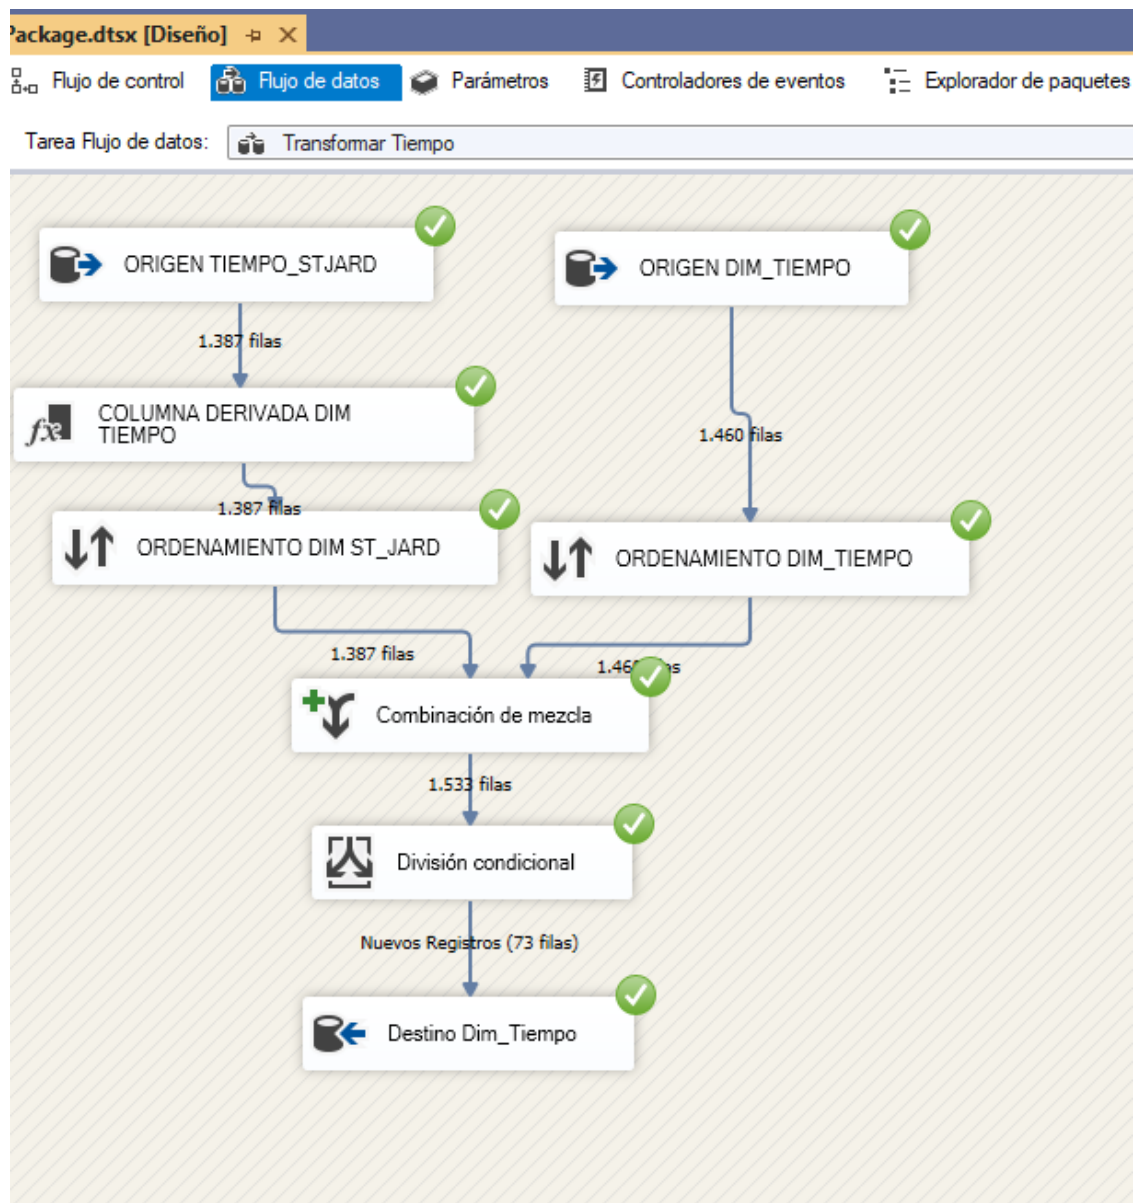 Package.dtsx [Diseño]
Flujo de control
Flujo de datos
Parámetros
Controladores de eventos
Explorador de paquetes
Tarea Flujo de datos:
Transformar Tiempo
ORIGEN TIEMPO_STJARD
ORIGEN DIM_TIEMPO
1.387 filas
COLUMNA DERIVADA DIM
TIEMPO
1.460 filas
1.387 filas
ORDENAMIENTO DIM ST_JARD
ORDENAMIENTO DIM_TIEMPO
1.387 filas
Combinación de mezcla
1.533 filas
División condicional
Nuevos Registros (73 filas)
Destino Dim_Tiempo